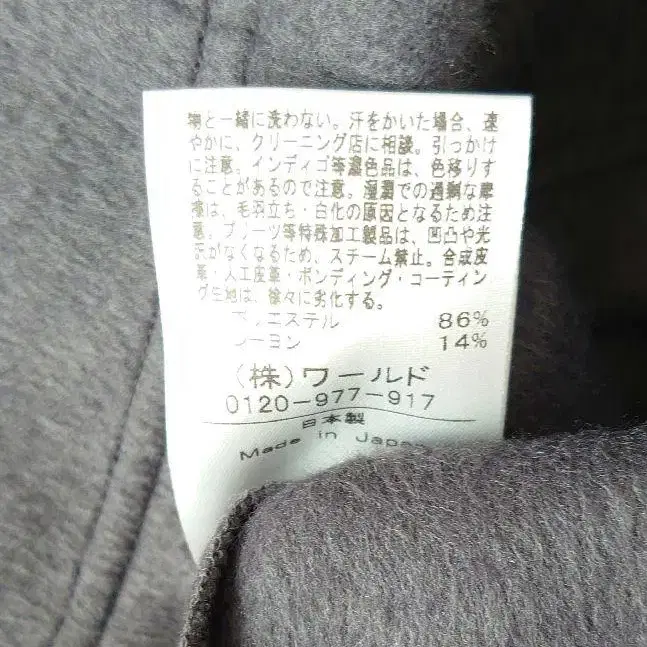 物と一緒に洗わない。汗をかいた場合、速
やかに、クリーニング店に相談。引っかけ
に注意。インディゴ等濃色品は、色移りす
ることがあるので注意。湿潤での過剰な摩
擦は、毛羽立ち・白化の原因となるため注
意。プリーツ等特殊加工製品は、凹凸や光
沢がなくなるため、スチーム禁止。合成皮
革・人工皮革・ボンディング・コーティン
グ生地は、徐々に劣化する。
ポリエステル 86%
レーヨン 14%
(株)ワールド
0120-977-917
日本製
Made in Japan